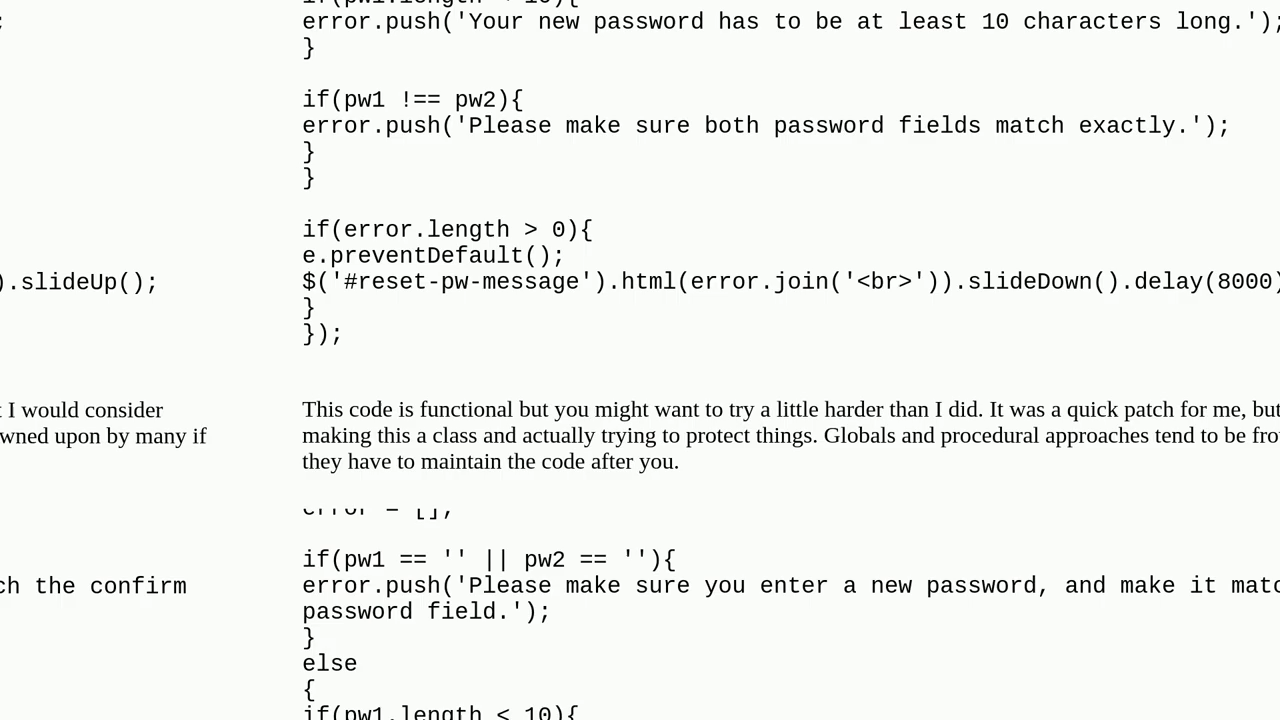 if(pw1.length < 10){
; error.push('Your new password has to be at least 10 characters long.');
}
if(pw1 !== pw2){
error.push('Please make sure both password fields match exactly.');
}
}
if(error.length > 0){
e.preventDefault();
).slideUp(); $('#reset-pw-message').html(error.join('<br>')).slideDown().delay(8000)
}
});
t I would consider This code is functional but you might want to try a little harder than I did. It was a quick patch for me, but
wned upon by many if making this a class and actually trying to protect things. Globals and procedural approaches tend to be fro
they have to maintain the code after you.
error = [];
if(pw1 == '' || pw2 == ''){
ch the confirm error.push('Please make sure you enter a new password, and make it matc
password field.');
}
else
{
if(pw1.length < 10){